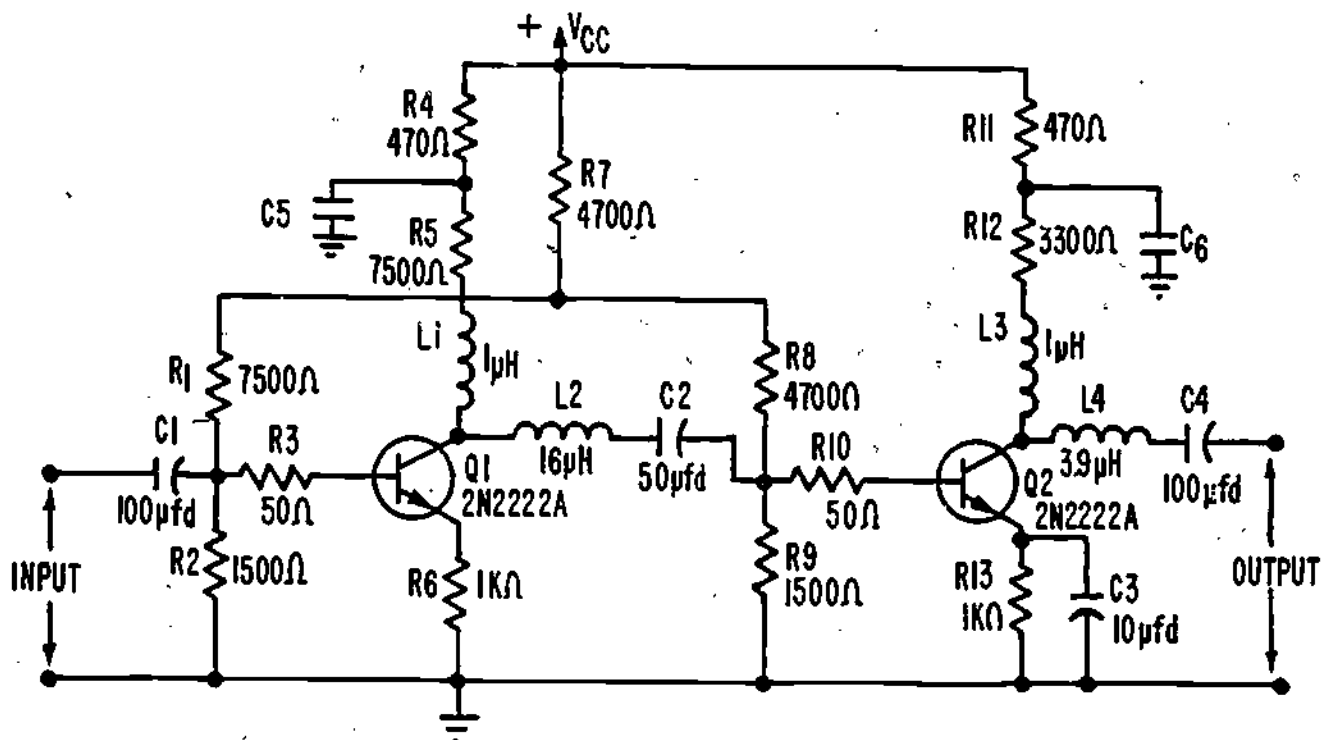 + VCC
R4
470Ω
R11
470Ω
R7
4700Ω
C5
R5
7500Ω
R12
3300Ω
C6
L1
1µH
L3
1µH
R1
7500Ω
R8
4700Ω
L2
16µH
L4
3.9µH
C1
100µfd
R3
50Ω
C2
50µfd
C4
100µfd
Q1
2N2222A
R10
50Ω
Q2
2N2222A
INPUT
R2
1500Ω
R6
1KΩ
R9
1500Ω
R13
1KΩ
C3
10µfd
OUTPUT